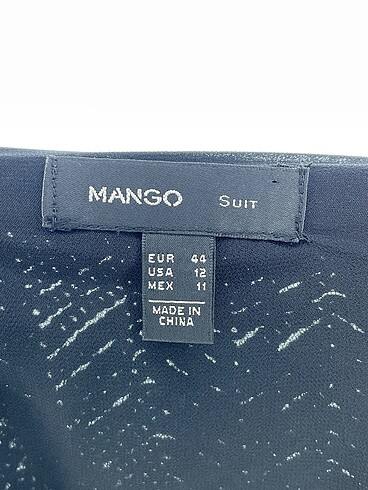 MANGO SUIT
EUR 44
USA 12
MEX 11
MADE IN
CHINA